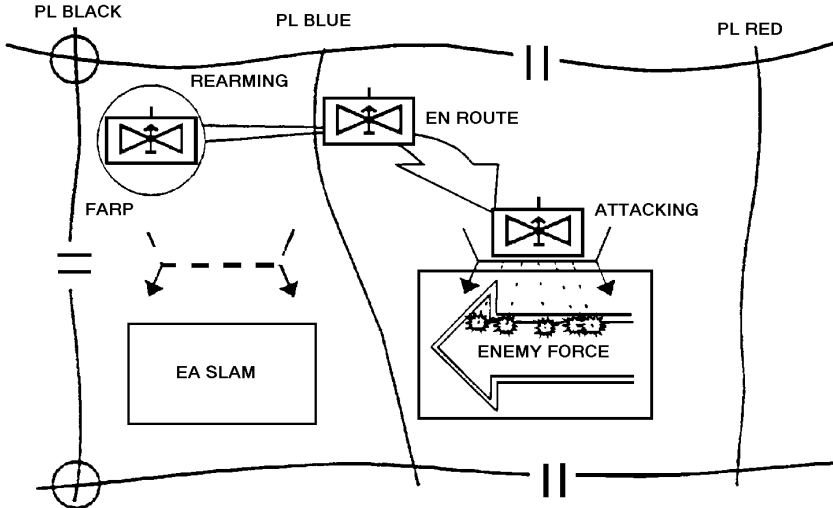 PL BLACK
PL BLUE
PL RED
REARMING
EN ROUTE
FARP
ATTACKING
ENEMY FORCE
EA SLAM